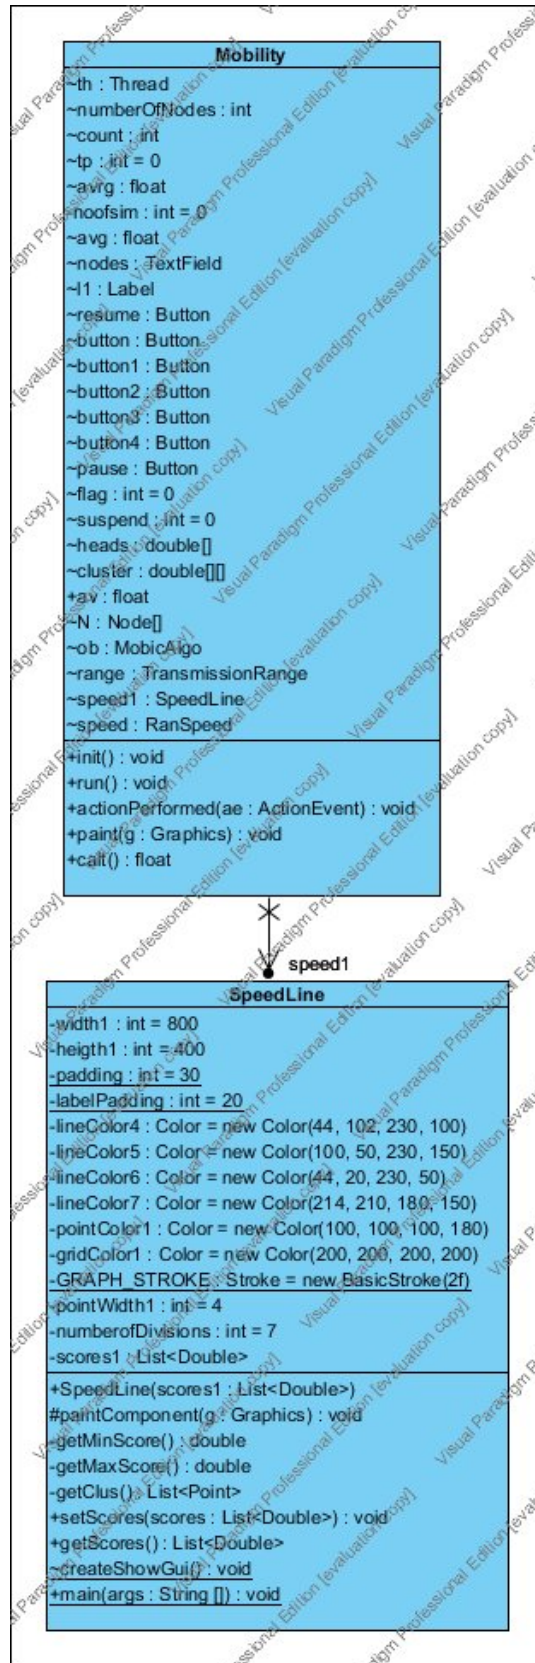 Mobility
~th : Thread
~numberOfNodes : int
~count : int
~tp : int = 0
~avrg : float
~noofsim : int = 0
~avg : float
~nodes : TextField
~l1 : Label
~resume : Button
~button : Button
~button1 : Button
~button2 : Button
~button3 : Button
~button4 : Button
~pause : Button
~flag : int = 0
~suspend : int = 0
~heads : double[]
~cluster : double[][]
+av : float
~N : Node[]
~ob : MobicAlgo
~range : TransmissionRange
~speed1 : SpeedLine
~speed : RanSpeed
+init() : void
+run() : void
+actionPerformed(ae : ActionEvent) : void
+paint(g : Graphics) : void
+calt() : float
speed1
SpeedLine
-width1 : int = 800
-heigth1 : int = 400
-padding : int = 30
-labelPadding : int = 20
-lineColor4 : Color = new Color(44, 102, 230, 100)
-lineColor5 : Color = new Color(100, 50, 230, 150)
-lineColor6 : Color = new Color(44, 20, 230, 50)
-lineColor7 : Color = new Color(214, 210, 180, 150)
-pointColor1 : Color = new Color(100, 100, 100, 180)
-gridColor1 : Color = new Color(200, 200, 200, 200)
-GRAPH_STROKE : Stroke = new BasicStroke(2f)
-pointWidth1 : int = 4
-numberofDivisions : int = 7
-scores1 : List<Double>
+SpeedLine(scores1 : List<Double>)
#paintComponent(g : Graphics) : void
-getMinScore() : double
-getMaxScore() : double
-getClus() : List<Point>
+setScores(scores : List<Double>) : void
+getScores() : List<Double>
~createShowGui() : void
+main(args : String []) : void
Visual Paradigm Professional Edition [evaluation copy]